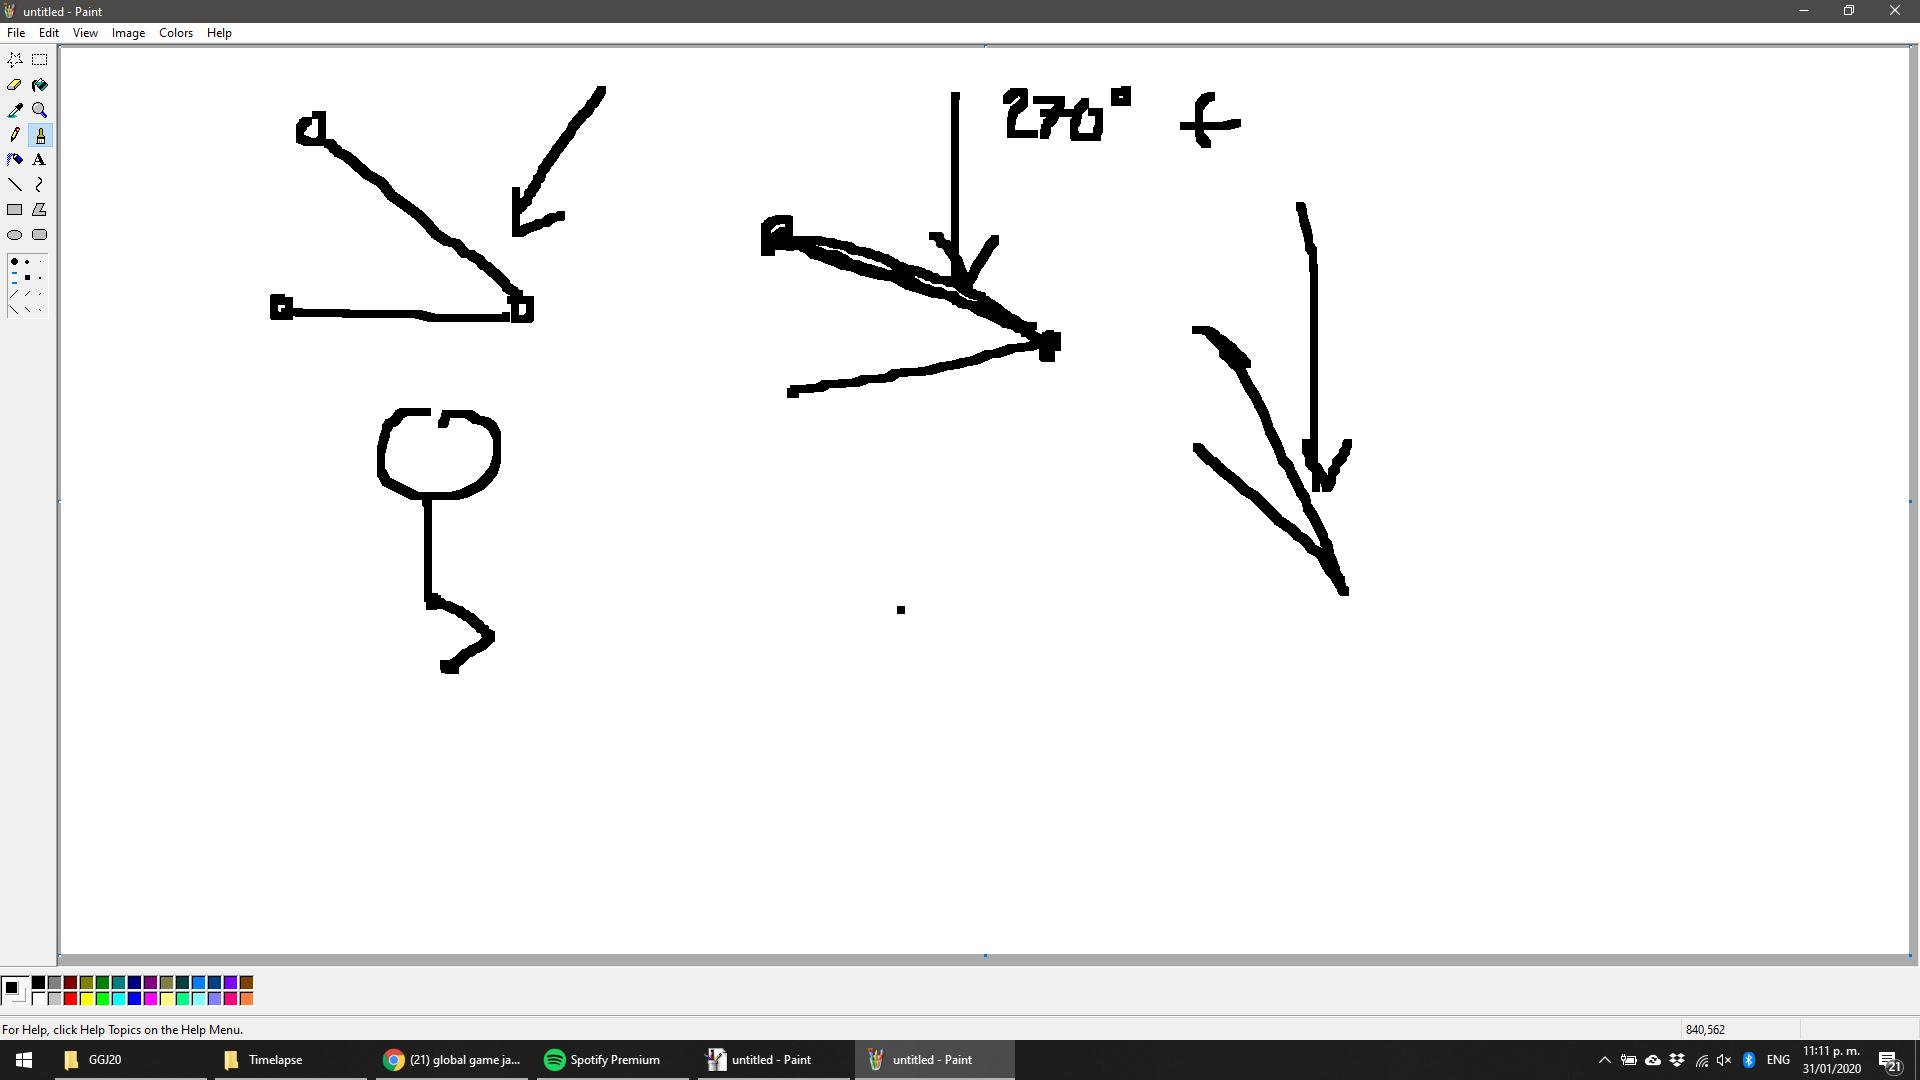 untitled - Paint
File Edit View Image Colors Help
270°
For Help, click Help Topics on the Help Menu.
840,562
GGJ20
Timelapse
(21) global game ja...
Spotify Premium
untitled - Paint
untitled - Paint
ENG
11:11 p. m.
31/01/2020
21